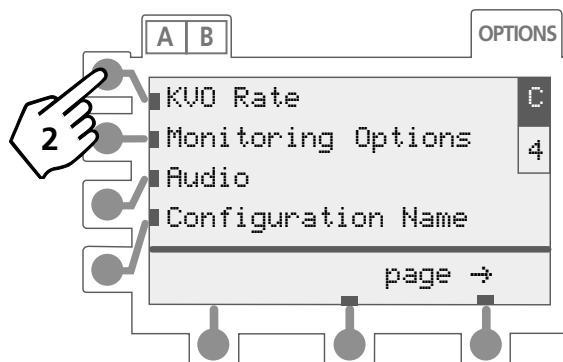 A B
OPTIONS
KVO Rate
C
2
Monitoring Options
4
Audio
Configuration Name
page →